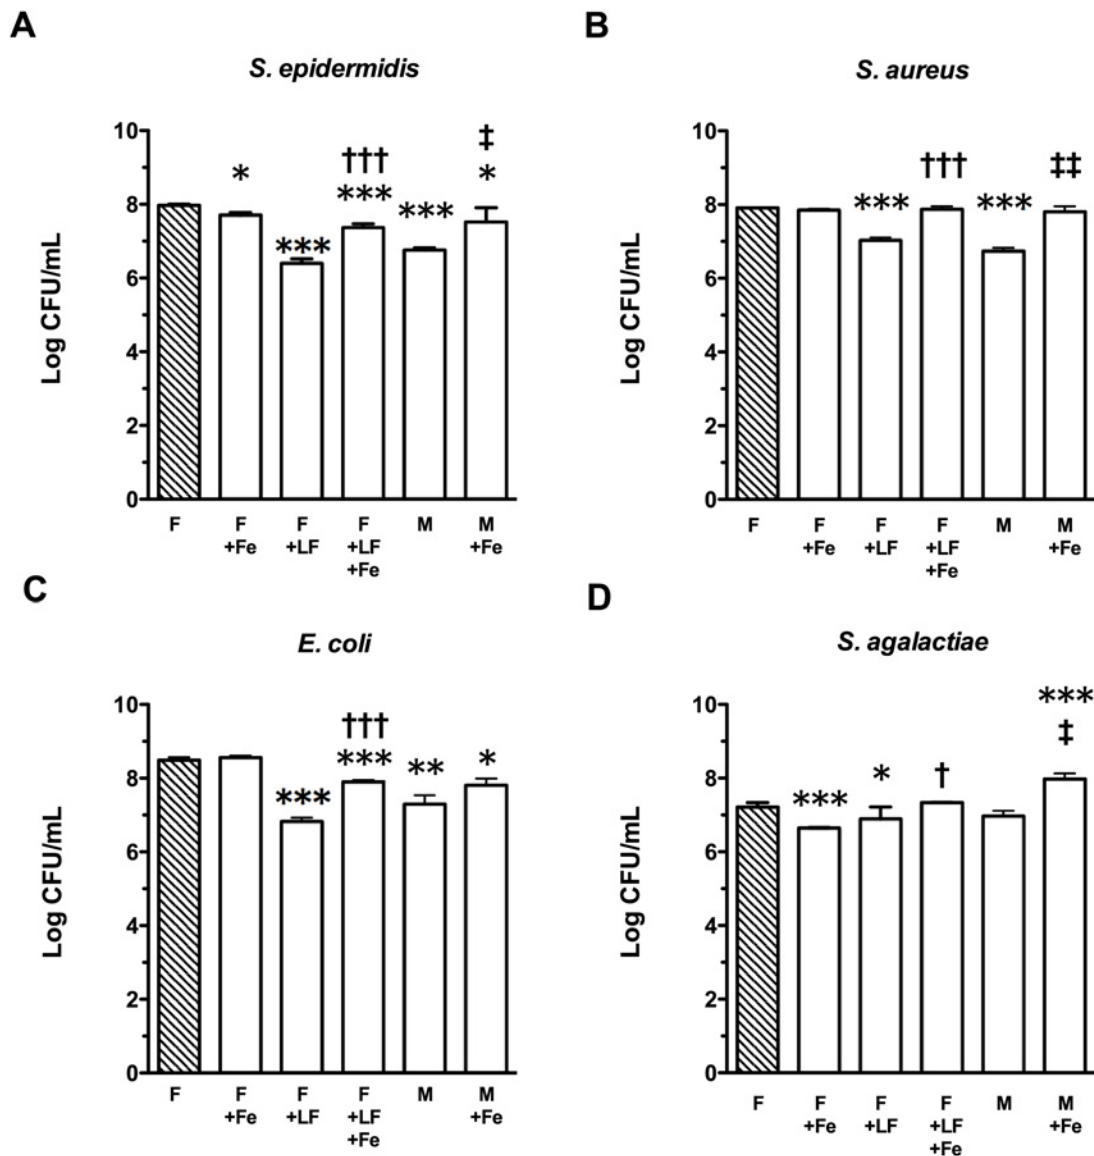 A
S. epidermidis
Log CFU/mL
10
8
6
4
2
0
*
***
†††
***
***
‡
*
F
F
+Fe
F
+LF
F
+LF
+Fe
M
M
+Fe
B
S. aureus
Log CFU/mL
10
8
6
4
2
0
***
†††
***
‡‡
F
F
+Fe
F
+LF
F
+LF
+Fe
M
M
+Fe
C
E. coli
Log CFU/mL
10
8
6
4
2
0
***
†††
***
**
*
F
F
+Fe
F
+LF
F
+LF
+Fe
M
M
+Fe
D
S. agalactiae
Log CFU/mL
10
8
6
4
2
0
***
*
†
***
‡
F
F
+Fe
F
+LF
F
+LF
+Fe
M
M
+Fe